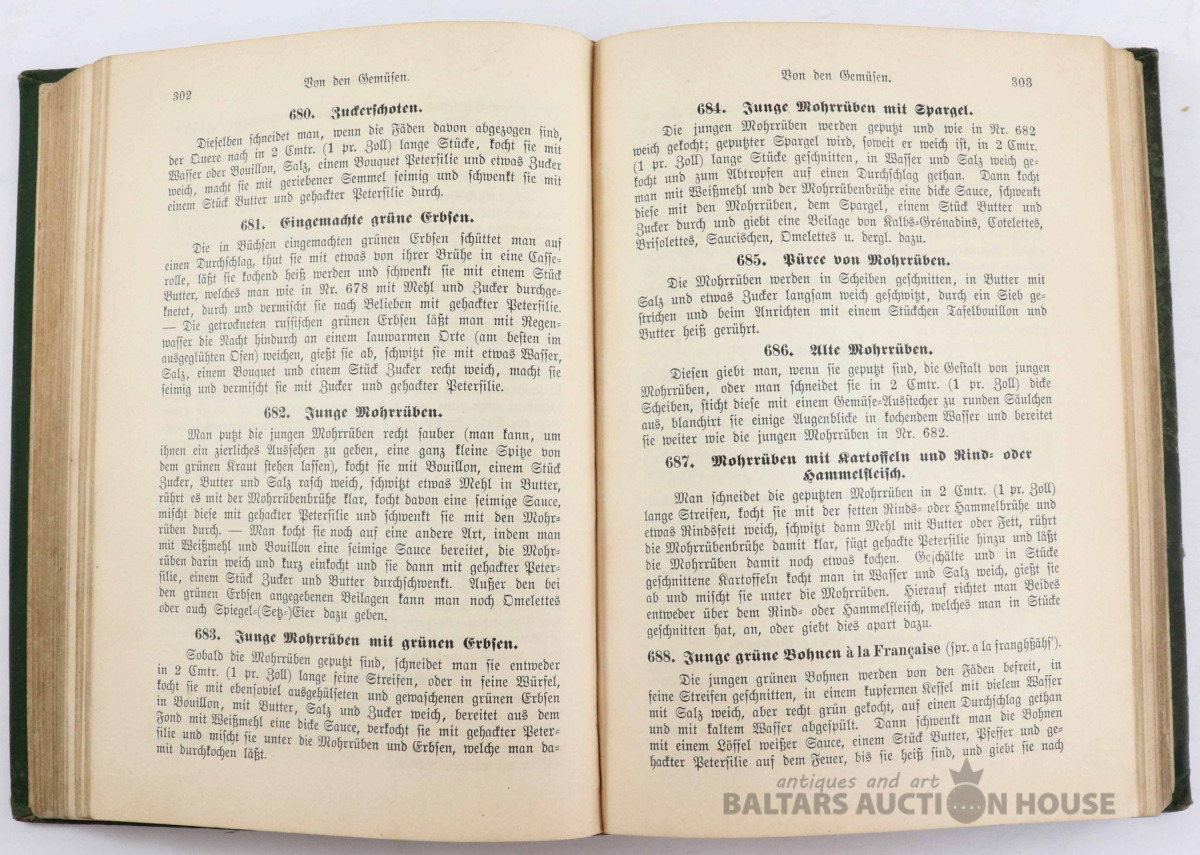 302
Von den Gemüsen.
680. Zuckerschoten.
Dieselben schneidet man, wenn die Fäden davon abgezogen sind,
der Quere nach in 2 Cmtr. (1 pr. Zoll) lange Stücke, kocht sie mit
Wasser oder Bouillon, Salz, einem Bouquet Petersilie und etwas Zucker
weich, macht sie mit geriebener Semmel seimig und schwenkt sie mit
einem Stück Butter und gehackter Petersilie durch.
681. Eingemachte grüne Erbsen.
Die in Büchsen eingemachten grünen Erbsen schüttet man auf
einen Durchschlag, thut sie mit etwas von ihrer Brühe in eine Casse-
rolle, läßt sie kochend heiß werden und schwenkt sie mit einem Stück
Butter, welches man wie in Nr. 678 mit Mehl und Zucker durchge-
knetet, durch und vermischt sie nach Belieben mit gehackter Petersilie.
— Die getrockneten russischen grünen Erbsen läßt man mit Regen-
wasser die Nacht hindurch an einem lauwarmen Orte (am besten im
ausgeglühten Ofen) weichen, gießt sie ab, schwitzt sie mit etwas Wasser,
Salz, einem Bouquet und einem Stück Zucker recht weich, macht sie
seimig und vermischt sie mit Zucker und gehackter Petersilie.
682. Junge Mohrrüben.
Man putzt die jungen Mohrrüben recht sauber (man kann, um
ihnen ein zierliches Aussehen zu geben, eine ganz kleine Spitze von
dem grünen Kraut stehen lassen), kocht sie mit Bouillon, einem Stück
Zucker, Butter und Salz rasch weich, schwitzt etwas Mehl in Butter,
rührt es mit der Mohrrübenbrühe klar, kocht davon eine seimige Sauce,
mischt diese mit gehackter Petersilie und schwenkt sie mit den Mohr-
rüben durch. — Man kocht sie noch auf eine andere Art, indem man
mit Weißmehl und Bouillon eine seimige Sauce bereitet, die Mohr-
rüben darin weich und kurz einkocht und sie dann mit gehackter Peter-
silie, einem Stück Zucker und Butter durchschwenkt. Außer den bei
den grünen Erbsen angegebenen Beilagen kann man noch Omelettes
oder auch Spiegel-(Setz-)Eier dazu geben.
683. Junge Mohrrüben mit grünen Erbsen.
Sobald die Mohrrüben geputzt sind, schneidet man sie entweder
in 2 Cmtr. (1 pr. Zoll) lange feine Streifen, oder in feine Würfel,
kocht sie mit ebensoviel ausgehülseten und gewaschenen grünen Erbsen
in Bouillon, mit Butter, Salz und Zucker weich, bereitet aus dem
Fond mit Weißmehl eine dicke Sauce, verkocht sie mit gehackter Peter-
silie und mischt sie unter die Mohrrüben und Erbsen, welche man da-
mit durchkochen läßt.
Von den Gemüsen.
303
684. Junge Mohrrüben mit Spargel.
Die jungen Mohrrüben werden geputzt und wie in Nr. 682
weich gekocht; geputzter Spargel wird, soweit er weich ist, in 2 Cmtr.
(1 pr. Zoll) lange Stücke geschnitten, in Wasser und Salz weich ge-
kocht und zum Abtropfen auf einen Durchschlag gethan. Dann kocht
man mit Weißmehl und der Mohrrübenbrühe eine dicke Sauce, schwenkt
diese mit den Mohrrüben, dem Spargel, einem Stück Butter und
Zucker durch und giebt eine Beilage von Kalbs-Grénadins, Cotelettes,
Brisolettes, Saucischen, Omelettes u. dergl. dazu.
685. Püree von Mohrrüben.
Die Mohrrüben werden in Scheiben geschnitten, in Butter mit
Salz und etwas Zucker langsam weich geschwitzt, durch ein Sieb ge-
strichen und beim Anrichten mit einem Stückchen Tafelbouillon und
Butter heiß gerührt.
686. Alte Mohrrüben.
Diesen giebt man, wenn sie geputzt sind, die Gestalt von jungen
Mohrrüben, oder man schneidet sie in 2 Cmtr. (1 pr. Zoll) dicke
Scheiben, sticht diese mit einem Gemüse-Ausstecher zu runden Säulchen
aus, blanchirt sie einige Augenblicke in kochendem Wasser und bereitet
sie weiter wie die jungen Mohrrüben in Nr. 682.
687. Mohrrüben mit Kartoffeln und Rind- oder
Hammelfleisch.
Man schneidet die geputzten Mohrrüben in 2 Cmtr. (1 pr. Zoll)
lange Streifen, kocht sie mit der fetten Rinds- oder Hammelbrühe und
etwas Rindsfett weich, schwitzt dann Mehl mit Butter oder Fett, rührt
die Mohrrübenbrühe damit klar, fügt gehackte Petersilie hinzu und läßt
die Mohrrüben damit noch etwas kochen. Geschälte und in Stücke
geschnittene Kartoffeln kocht man in Wasser und Salz weich, gießt sie
ab und mischt sie unter die Mohrrüben. Hierauf richtet man Beides
entweder über dem Rind- oder Hammelfleisch, welches man in Stücke
geschnitten hat, an, oder giebt dies apart dazu.
688. Junge grüne Bohnen à la Française (spr. a la franghßähs').
Die jungen grünen Bohnen werden von den Fäden befreit, in
feine Streifen geschnitten, in einem kupfernen Kessel mit vielem Wasser
mit Salz weich, aber recht grün gekocht, auf einen Durchschlag gethan
und mit kaltem Wasser abgespült. Dann schwenkt man die Bohnen
mit einem Löffel weißer Sauce, einem Stück Butter, Pfeffer und ge-
hackter Petersilie auf dem Feuer, bis sie heiß sind, und giebt sie nach
antiques and art
BALTARS AUCTION HOUSE